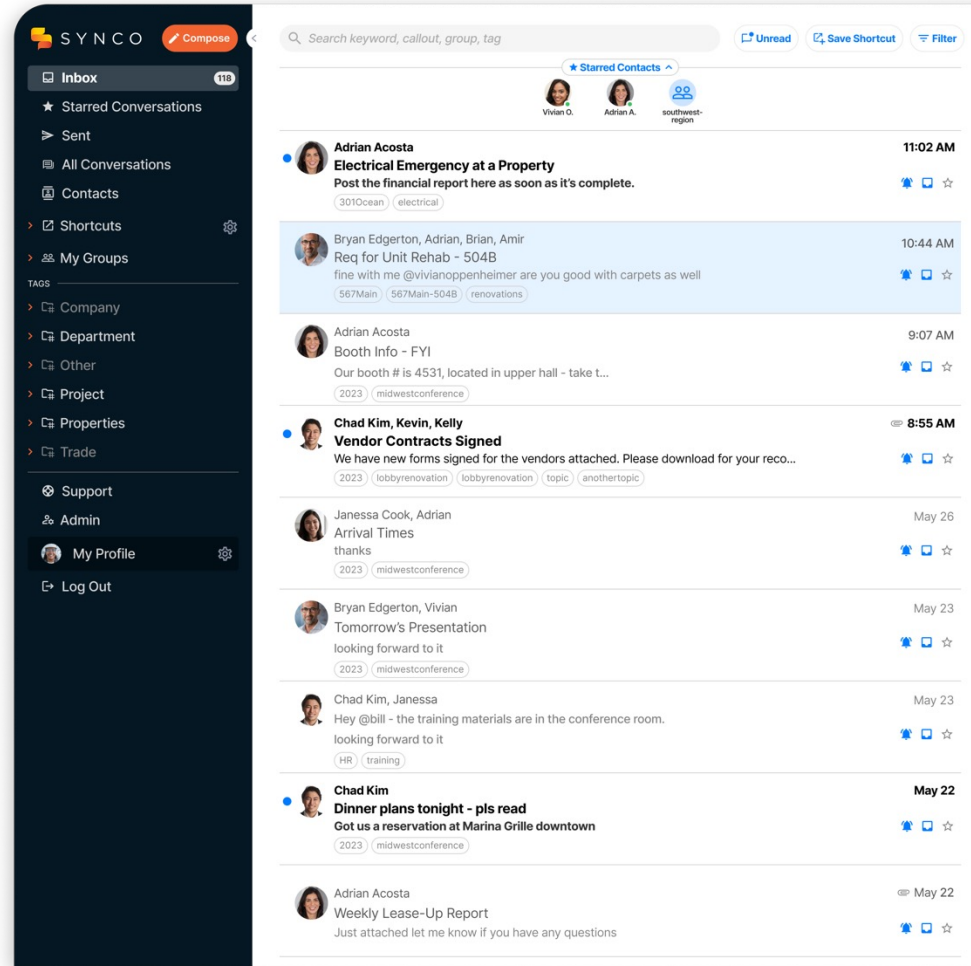 SYNCO
Compose
Inbox 118
Starred Conversations
Sent
All Conversations
Contacts
Shortcuts
My Groups
TAGS
Company
Department
Other
Project
Properties
Trade
Support
Admin
My Profile
Log Out
Search keyword, callout, group, tag
Unread
Save Shortcut
Filter
Starred Contacts
Vivian O.
Adrian A.
southwest-
region
Adrian Acosta 11:02 AM
Electrical Emergency at a Property
Post the financial report here as soon as it's complete.
301Ocean electrical
Bryan Edgerton, Adrian, Brian, Amir 10:44 AM
Req for Unit Rehab - 504B
fine with me @vivianoppenheimer are you good with carpets as well
567Main 567Main-504B renovations
Adrian Acosta 9:07 AM
Booth Info - FYI
Our booth # is 4531, located in upper hall - take t...
2023 midwestconference
Chad Kim, Kevin, Kelly 8:55 AM
Vendor Contracts Signed
We have new forms signed for the vendors attached. Please download for your reco...
2023 lobbyrenovation lobbyrenovation topic anothertopic
Janessa Cook, Adrian May 26
Arrival Times
thanks
2023 midwestconference
Bryan Edgerton, Vivian May 23
Tomorrow's Presentation
looking forward to it
2023 midwestconference
Chad Kim, Janessa May 23
Hey @bill - the training materials are in the conference room.
looking forward to it
HR training
Chad Kim May 22
Dinner plans tonight - pls read
Got us a reservation at Marina Grille downtown
2023 midwestconference
Adrian Acosta May 22
Weekly Lease-Up Report
Just attached let me know if you have any questions